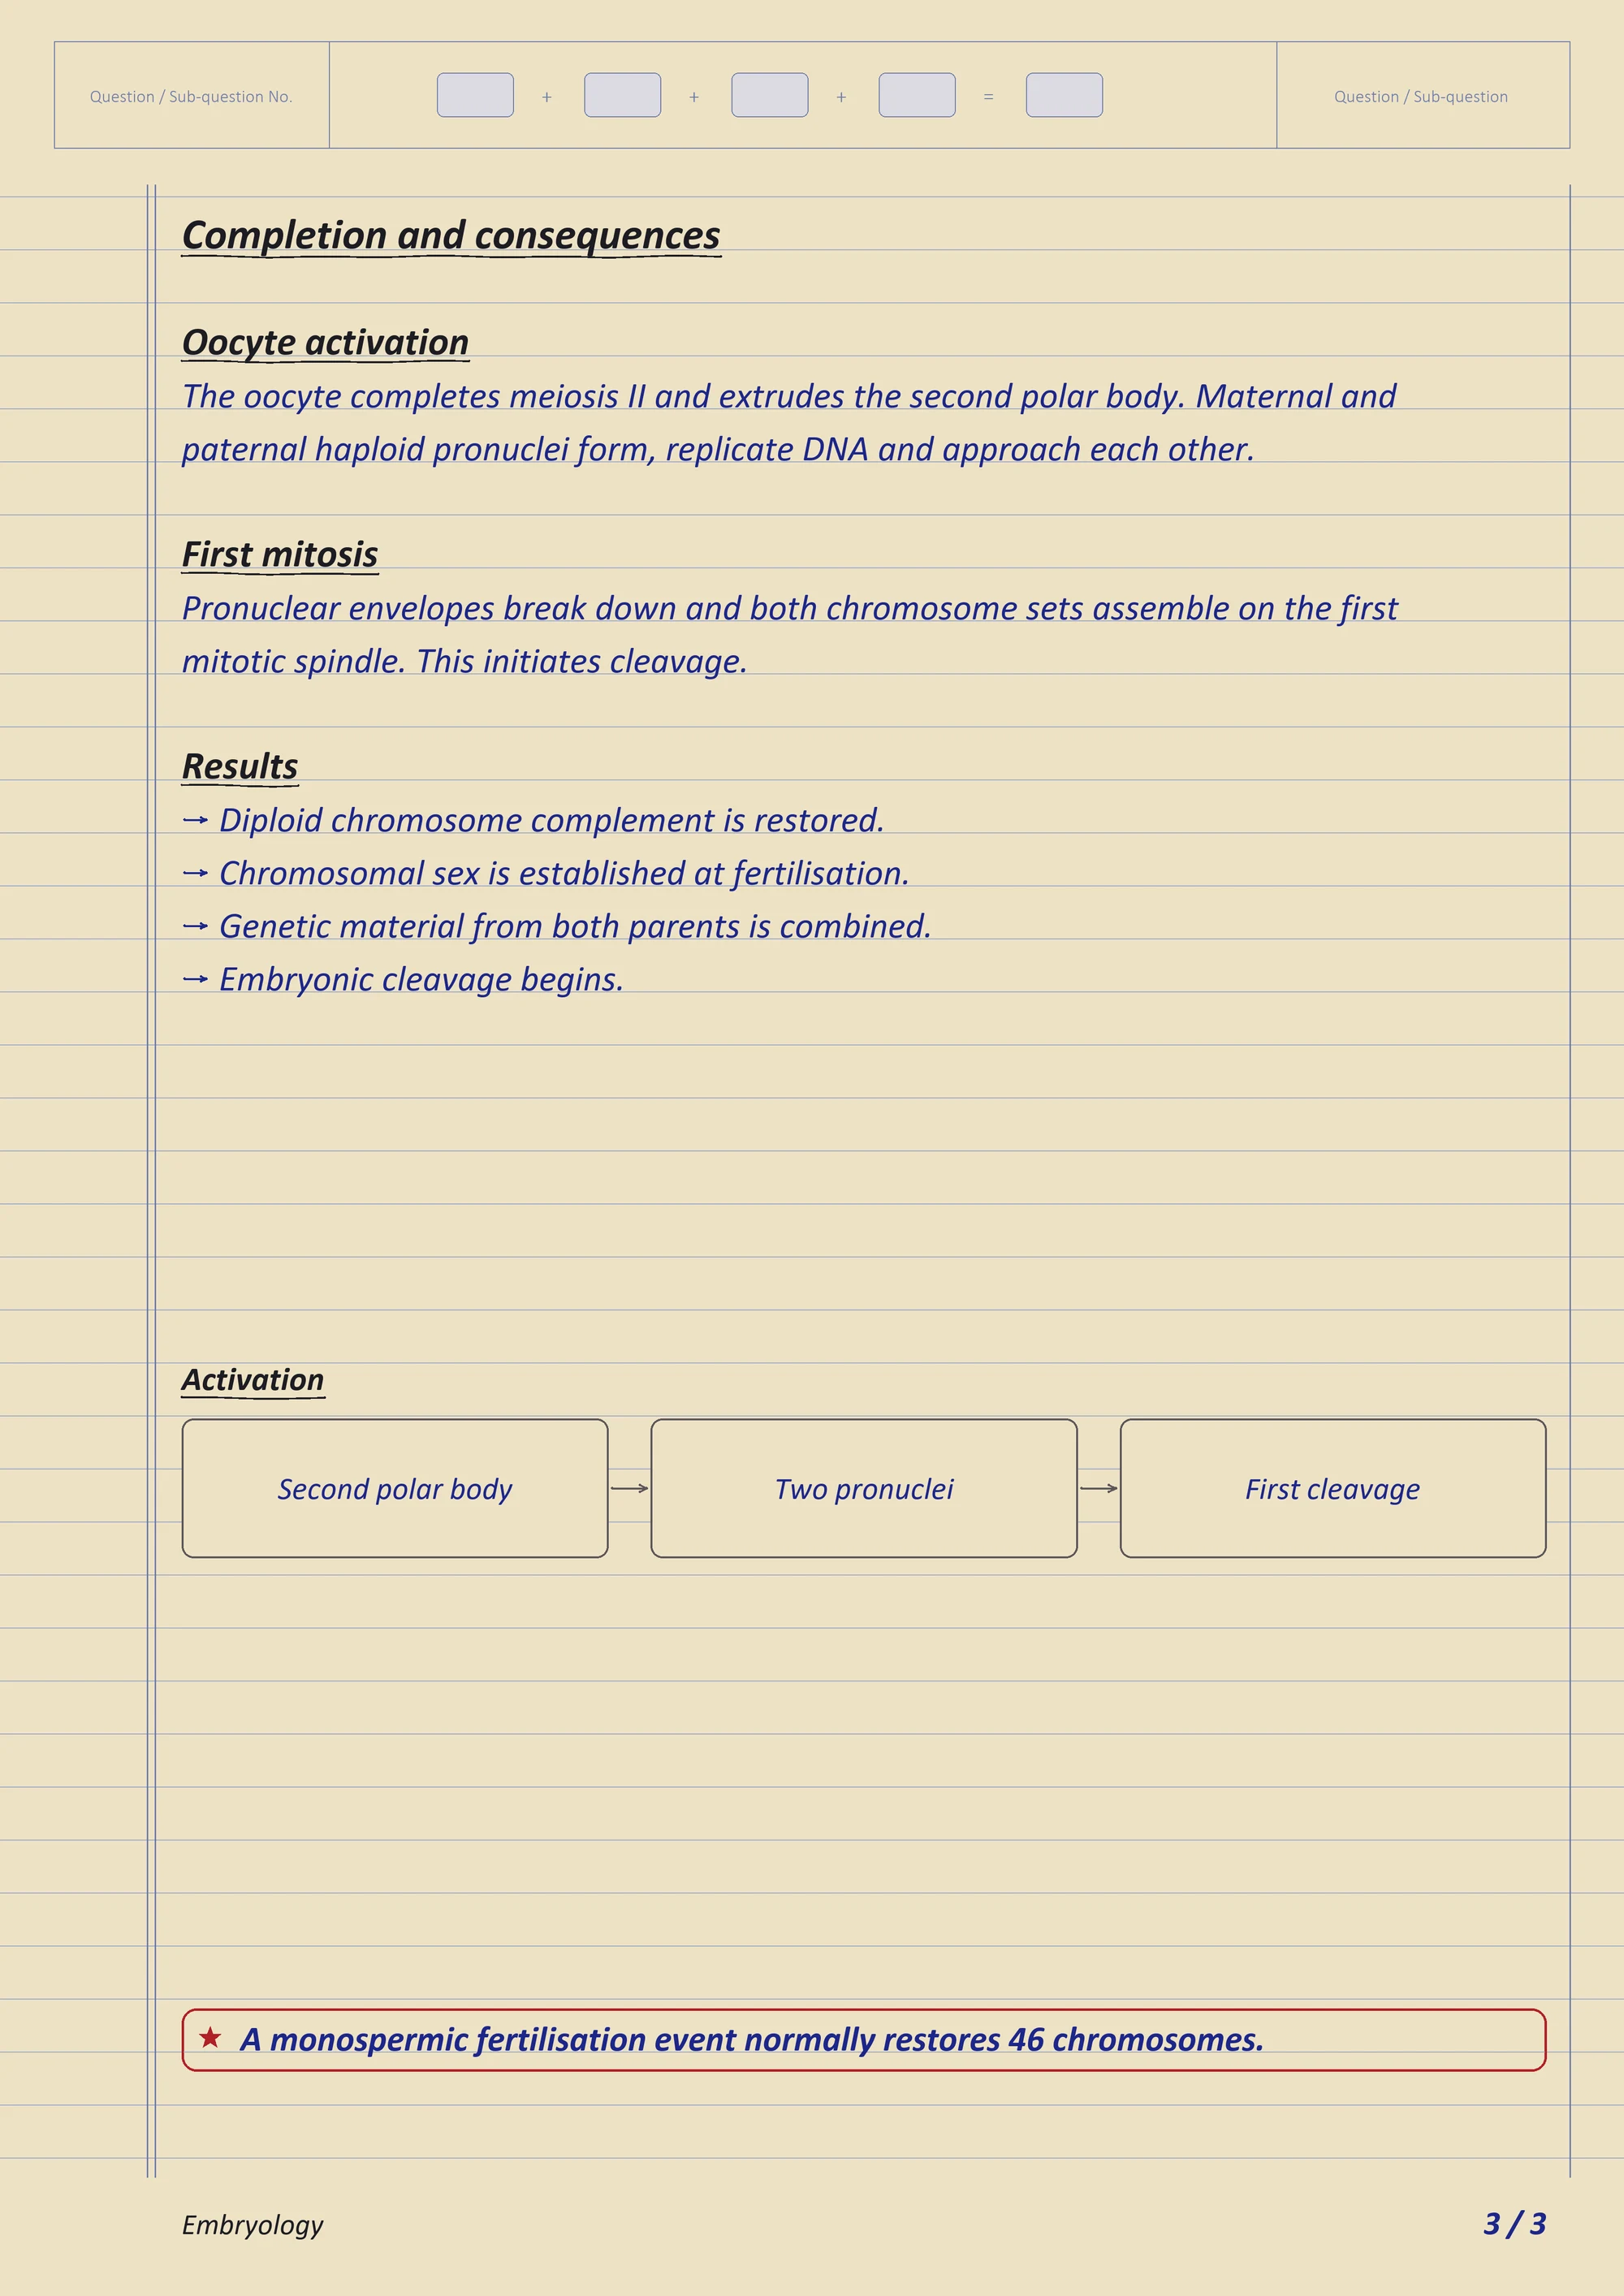 Question / Sub-question No.
+ + + =
Question / Sub-question
Completion and consequences
Oocyte activation
The oocyte completes meiosis II and extrudes the second polar body. Maternal and
paternal haploid pronuclei form, replicate DNA and approach each other.
First mitosis
Pronuclear envelopes break down and both chromosome sets assemble on the first
mitotic spindle. This initiates cleavage.
Results
→ Diploid chromosome complement is restored.
→ Chromosomal sex is established at fertilisation.
→ Genetic material from both parents is combined.
→ Embryonic cleavage begins.
Activation
Second polar body → Two pronuclei → First cleavage
★ A monospermic fertilisation event normally restores 46 chromosomes.
Embryology
3 / 3